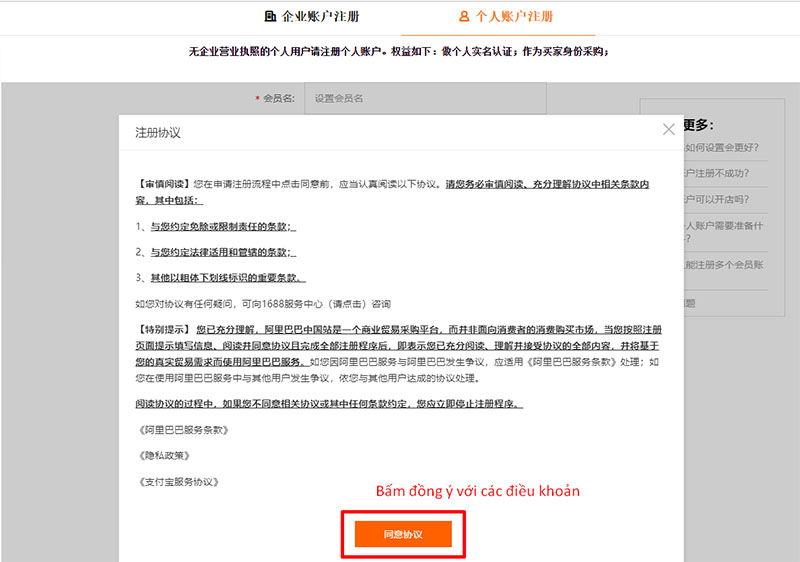 企业账户注册 个人账户注册
无企业营业执照的个人用户请注册个人账户。权益如下：做个人实名认证；作为买家身份采购；
* 会员名: 设置会员名
更多：
如何设置会更好?
户注册不成功?
户可以开店吗?
人账户需要准备什
?
能注册多个会员账
题
注册协议
【审慎阅读】您在申请注册流程中点击同意前，应当认真阅读以下协议。请您务必审慎阅读、充分理解协议中相关条款内
容，其中包括：
1、与您约定免除或限制责任的条款；
2、与您约定法律适用和管辖的条款；
3、其他以粗体下划线标识的重要条款。
如您对协议有任何疑问，可向1688服务中心（请点击）咨询
【特别提示】 您已充分理解，阿里巴巴中国站是一个商业贸易采购平台，而并非面向消费者的消费购买市场，当您按照注册
页面提示填写信息、阅读并同意协议且完成全部注册程序后，即表示您已充分阅读、理解并接受协议的全部内容，并将基于
您的真实贸易需求而使用阿里巴巴服务。如您因阿里巴巴服务与阿里巴巴发生争议，应适用《阿里巴巴服务条款》处理；如
您在使用阿里巴巴服务中与其他用户发生争议，依您与其他用户达成的协议处理。
阅读协议的过程中，如果您不同意相关协议或其中任何条款约定，您应立即停止注册程序。
《阿里巴巴服务条款》
《隐私政策》
《支付宝服务协议》
Bấm đồng ý với các điều khoản
同意协议